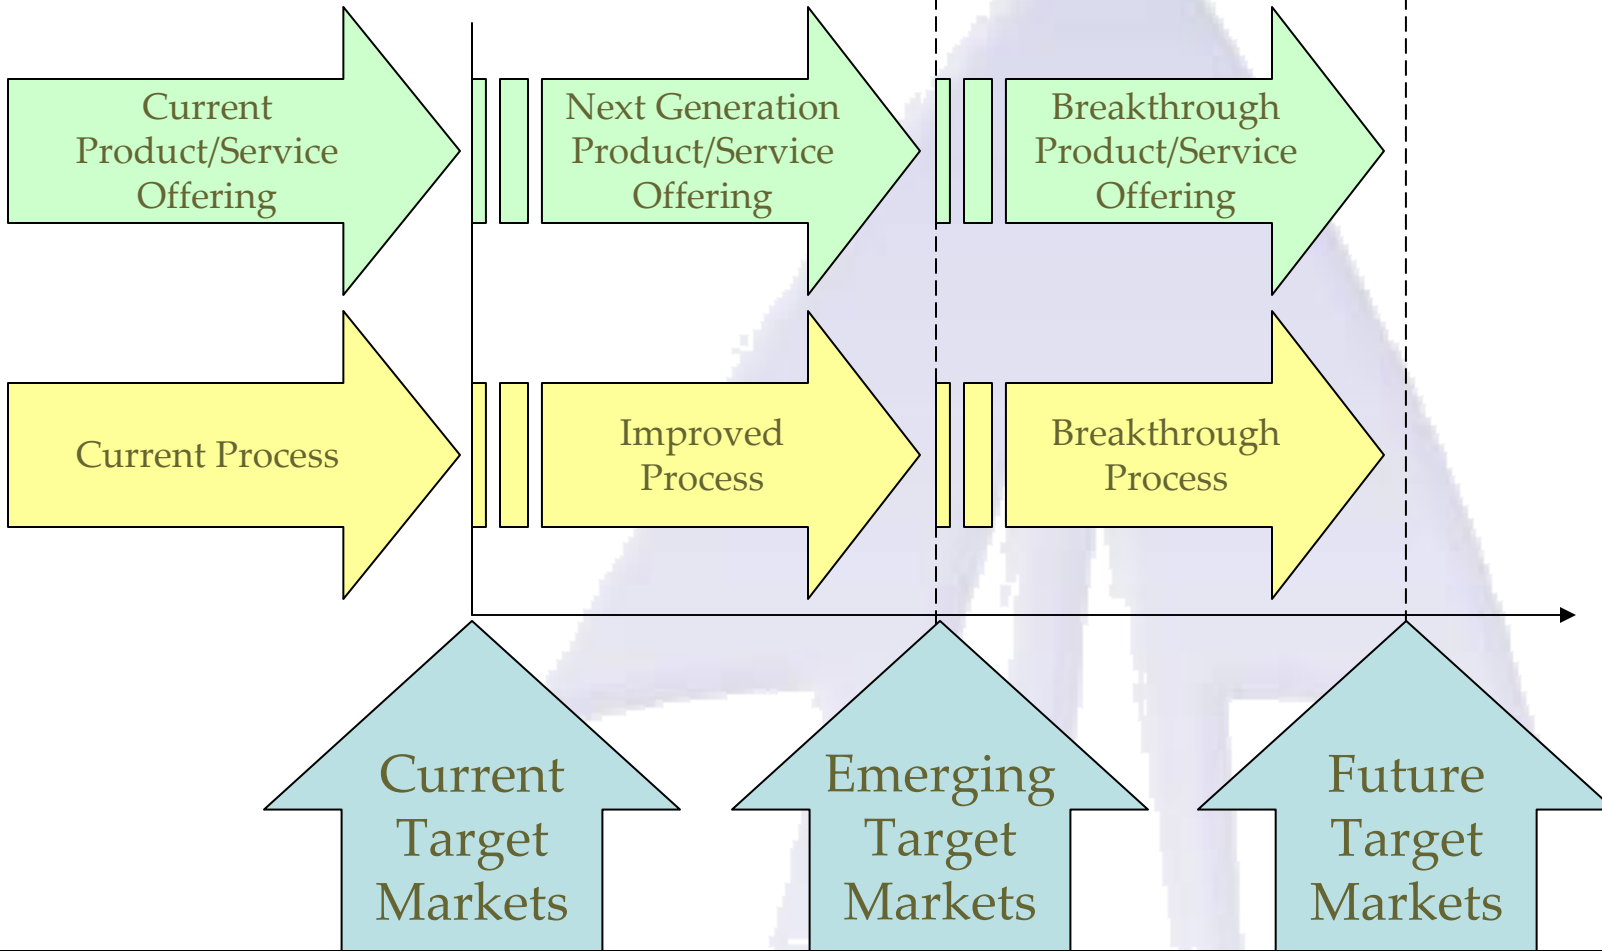 Current
Product/Service
Offering
Next Generation
Product/Service
Offering
Breakthrough
Product/Service
Offering
Current Process
Improved
Process
Breakthrough
Process
Current
Target
Markets
Emerging
Target
Markets
Future
Target
Markets